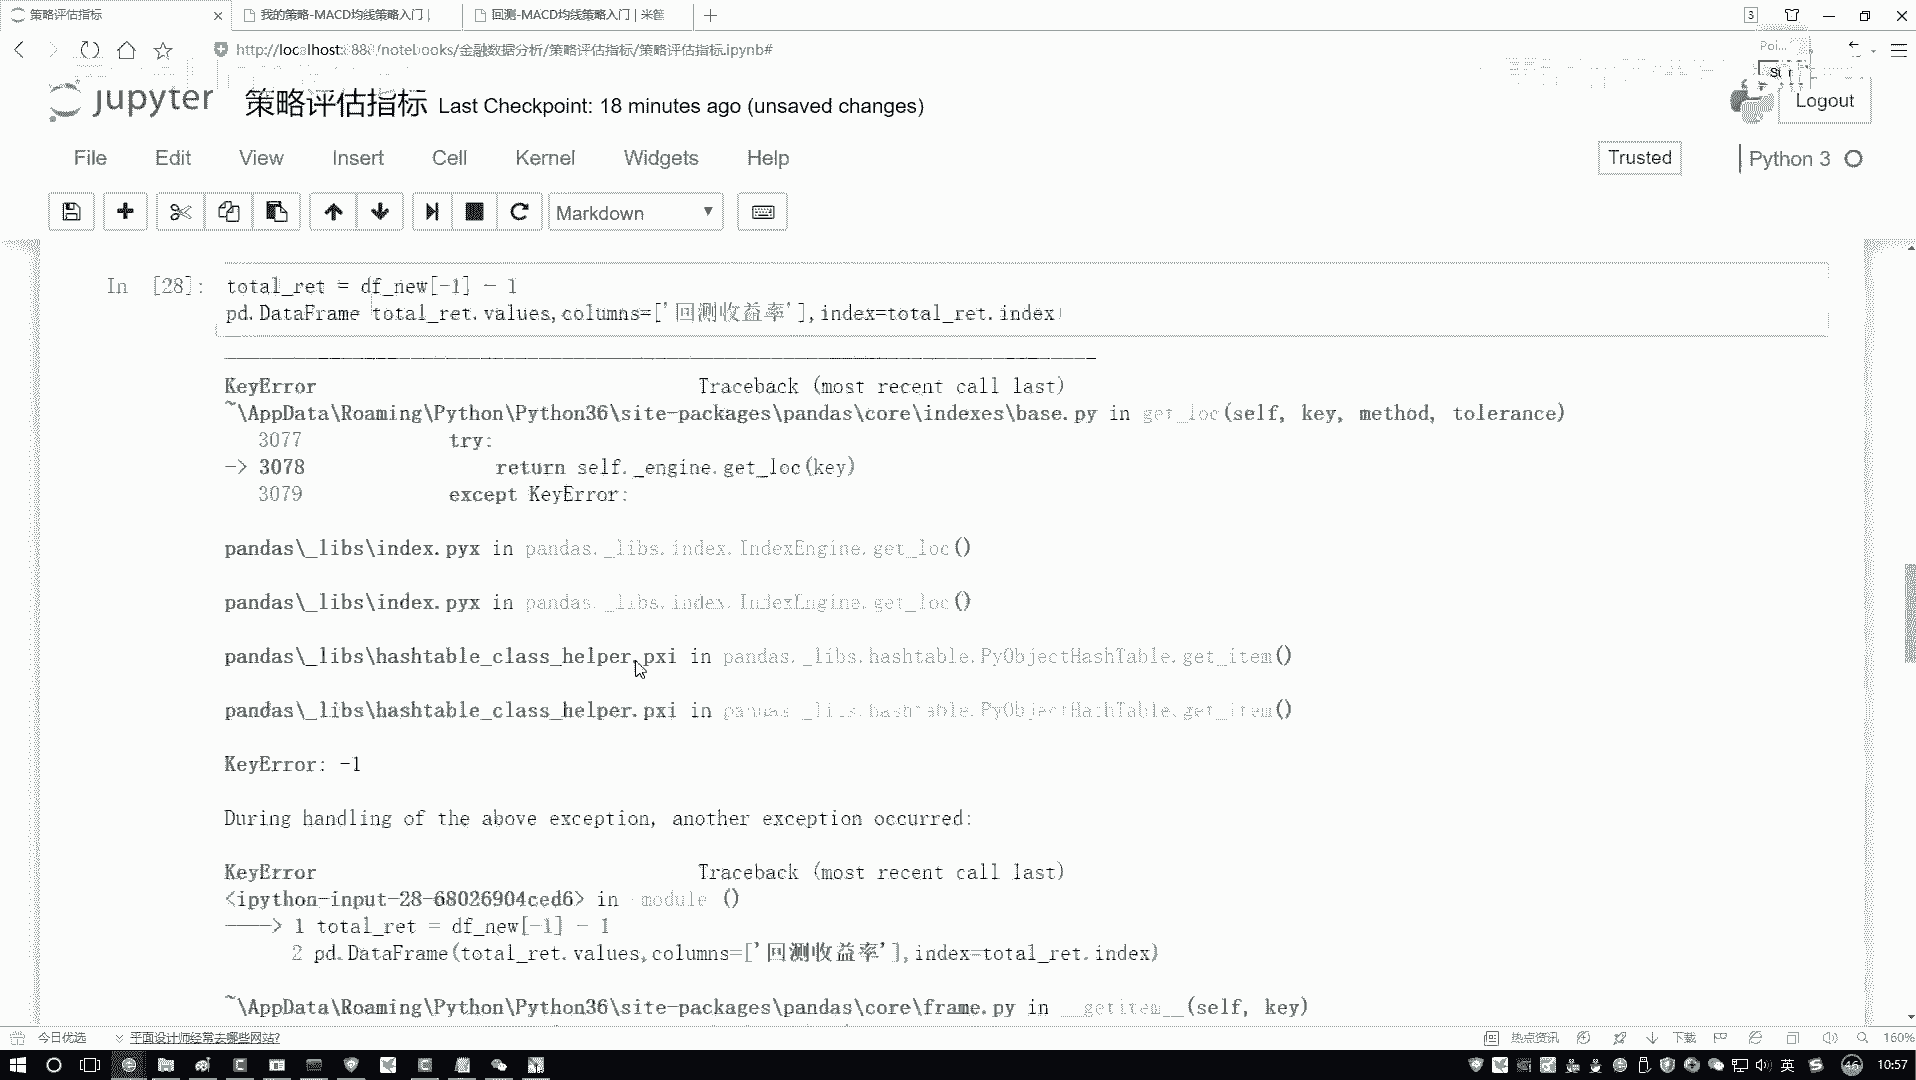 策略评估指标
我的策略-MACD均线策略入门
回测-MACD均线策略入门 | 米筐
3
http://localhost:888/notebooks/金融数据分析/策略评估指标/策略评估指标.ipynb#
Poi...
jupyter 策略评估指标 Last Checkpoint: 18 minutes ago (unsaved changes)
Logout
File Edit View Insert Cell Kernel Widgets Help
Trusted
Python 3
Markdown
In [28]: total_ret = df_new[-1] - 1
pd.DataFrame total_ret.values,columns=['回测收益率'],index=total_ret.index
KeyError Traceback (most recent call last)
~\AppData\Roaming\Python\Python36\site-packages\pandas\core\indexes\base.py in get_loc(self, key, method, tolerance)
3077 try:
-> 3078 return self._engine.get_loc(key)
3079 except KeyError:
pandas\_libs\index.pyx in pandas._libs.index.IndexEngine.get_loc()
pandas\_libs\index.pyx in pandas._libs.index.IndexEngine.get_loc()
pandas\_libs\hashtable_class_helper.pxi in pandas._libs.hashtable.PyObjectHashTable.get_item()
pandas\_libs\hashtable_class_helper.pxi in pandas._libs.hashtable.PyObjectHashTable.get_item()
KeyError: -1
During handling of the above exception, another exception occurred:
KeyError Traceback (most recent call last)
<ipython-input-28-68026904ced6> in module ()
----> 1 total_ret = df_new[-1] - 1
2 pd.DataFrame(total_ret.values,columns=['回测收益率'],index=total_ret.index)
~\AppData\Roaming\Python\Python36\site-packages\pandas\core\frame.py in __getitem__(self, key)
今日优选
平面设计师经常去哪些网站?
热点资讯
下载
160%
英
46
10:57